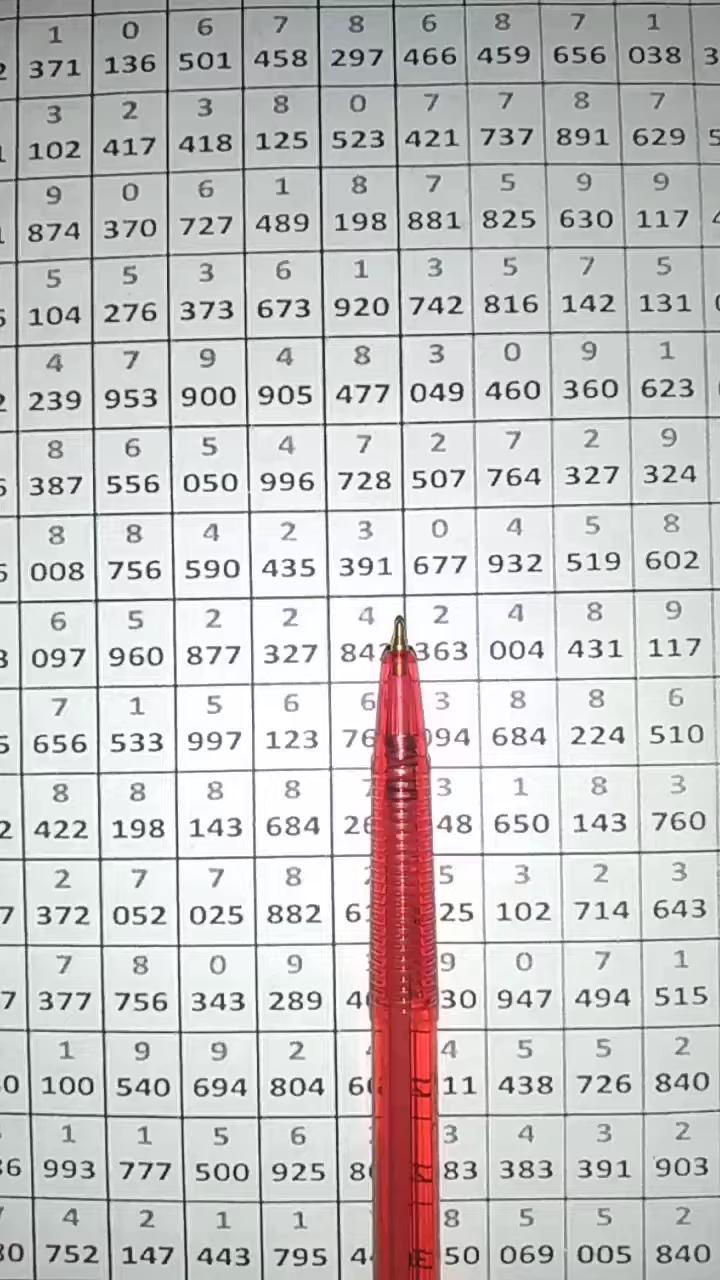 1 0 6 7 8 6 8 7 1
371 136 501 458 297 466 459 656 038
3 2 3 8 0 7 7 8 7
102 417 418 125 523 421 737 891 629
9 0 6 1 8 7 5 9 9
874 370 727 489 198 881 825 630 117
5 5 3 6 1 3 5 7 5
104 276 373 673 920 742 816 142 131
4 7 9 4 8 3 0 9 1
239 953 900 905 477 049 460 360 623
8 6 5 4 7 2 7 2 9
387 556 050 996 728 507 764 327 324
8 8 4 2 3 0 4 5 8
008 756 590 435 391 677 932 519 602
6 5 2 2 4 2 4 8 9
097 960 877 327 363 004 431 117
7 1 5 6 6 3 8 8 6
656 533 997 123 094 684 224 510
8 8 8 8 3 1 8 3
422 198 143 684 650 143 760
2 7 7 8 5 3 2 3
372 052 025 882 102 714 643
7 8 0 9 9 0 7 1
377 756 343 289 947 494 515
1 9 9 2 4 5 5 2
100 540 694 804 438 726 840
1 1 5 6 3 4 3 2
993 777 500 925 383 391 903
4 2 1 1 8 5 5 2
752 147 443 795 069 005 840